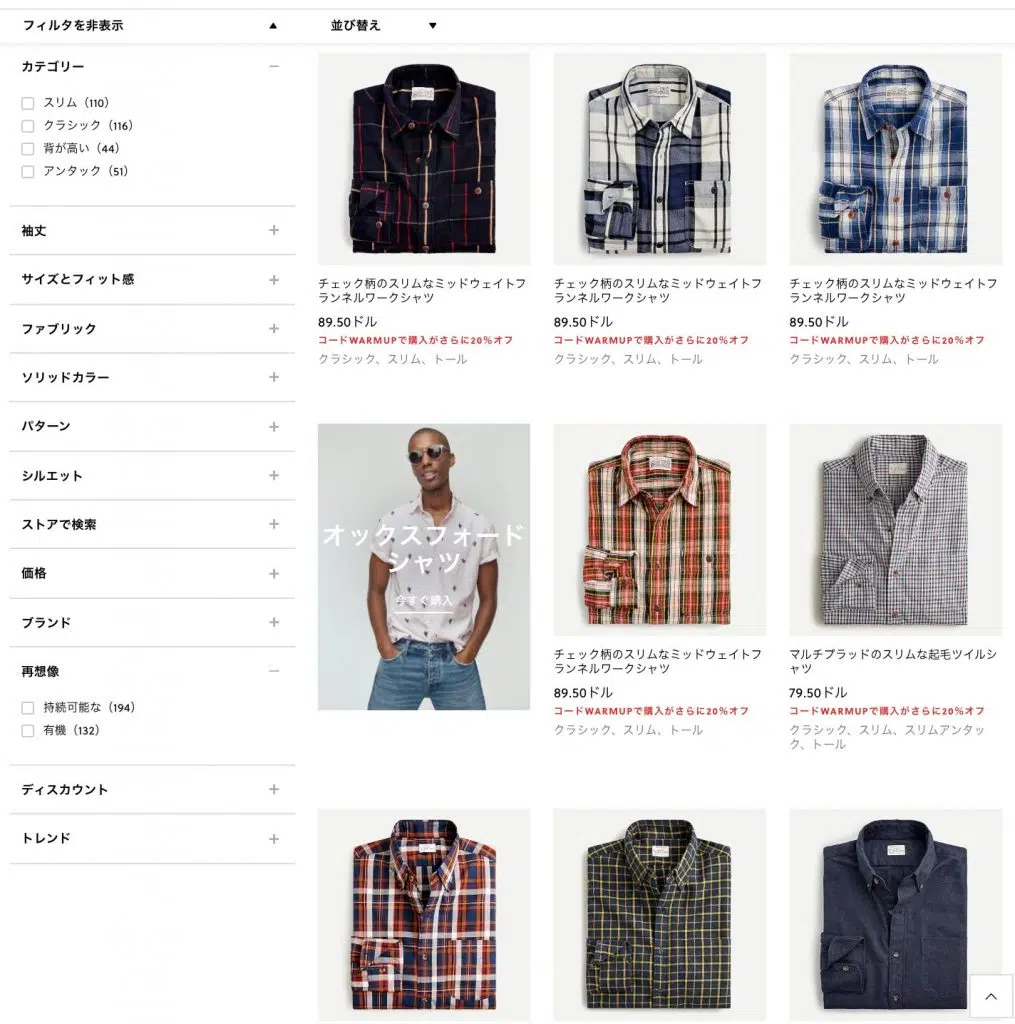 フィルタを非表示
並び替え
カテゴリー
スリム（110）
クラシック（116）
背が高い（44）
アンタック（51）
袖丈
サイズとフィット感
ファブリック
ソリッドカラー
パターン
シルエット
ストアで検索
価格
ブランド
再想像
持続可能な（194）
有機（132）
ディスカウント
トレンド
チェック柄のスリムなミッドウェイトフ
ランネルワークシャツ
89.50ドル
コードWARMUPで購入がさらに20％オフ
クラシック、スリム、トール
チェック柄のスリムなミッドウェイトフ
ランネルワークシャツ
89.50ドル
コードWARMUPで購入がさらに20％オフ
クラシック、スリム、トール
チェック柄のスリムなミッドウェイトフ
ランネルワークシャツ
89.50ドル
コードWARMUPで購入がさらに20％オフ
クラシック、スリム、トール
オックスフォード
シャツ
今すぐ購入
チェック柄のスリムなミッドウェイトフ
ランネルワークシャツ
89.50ドル
コードWARMUPで購入がさらに20％オフ
クラシック、スリム、トール
マルチプラッドのスリムな起毛ツイルシ
ャツ
79.50ドル
コードWARMUPで購入がさらに20％オフ
クラシック、スリム、スリムアンタッ
ク、トール